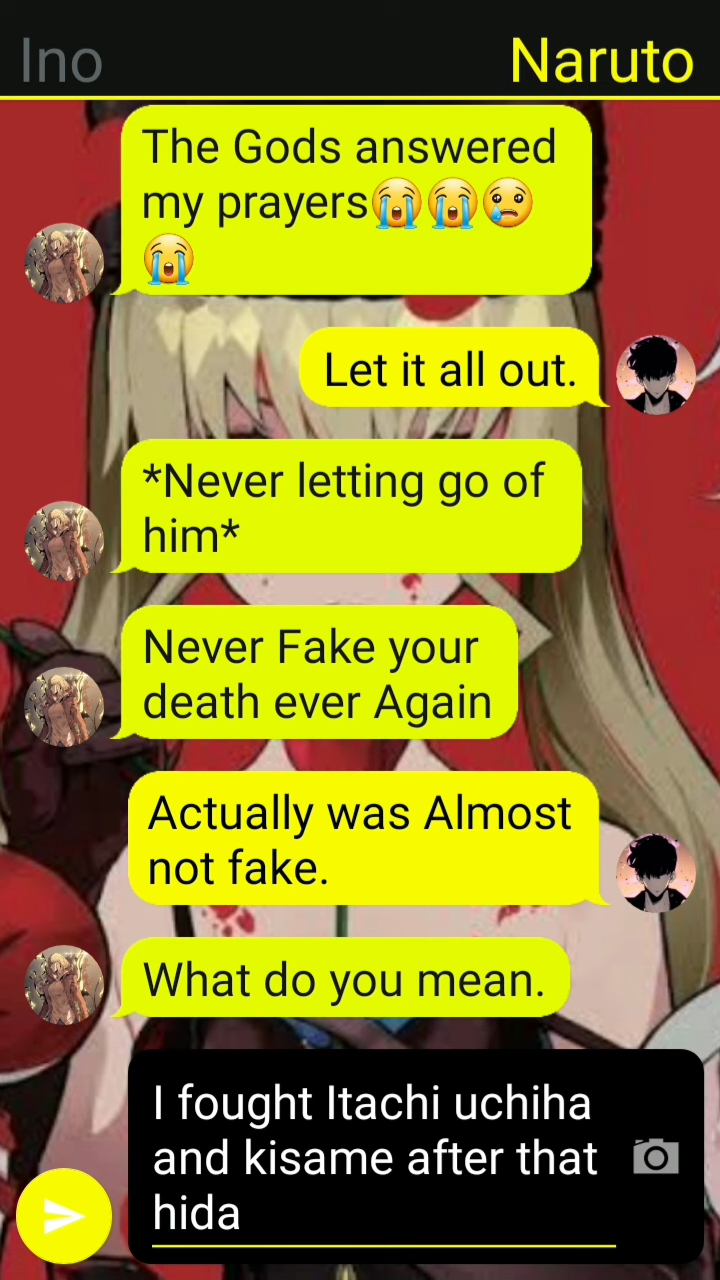 Ino
Naruto
The Gods answered
my prayers😭😭😢
😭
Let it all out.
*Never letting go of
him*
Never Fake your
death ever Again
Actually was Almost
not fake.
What do you mean.
I fought Itachi uchiha
and kisame after that
hida